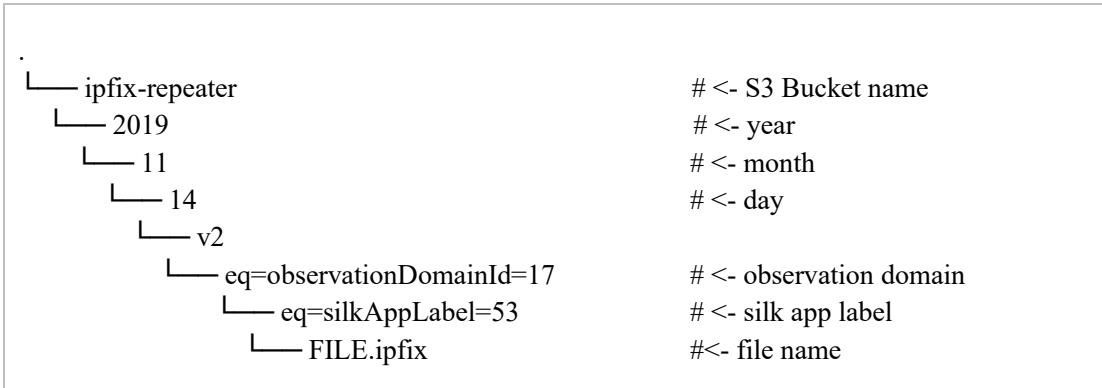 .
└── ipfix-repeater # <- S3 Bucket name
└── 2019 # <- year
└── 11 # <- month
└── 14 # <- day
└── v2
└── eq=observationDomainId=17 # <- observation domain
└── eq=silkAppLabel=53 # <- silk app label
└── FILE.ipfix #<- file name